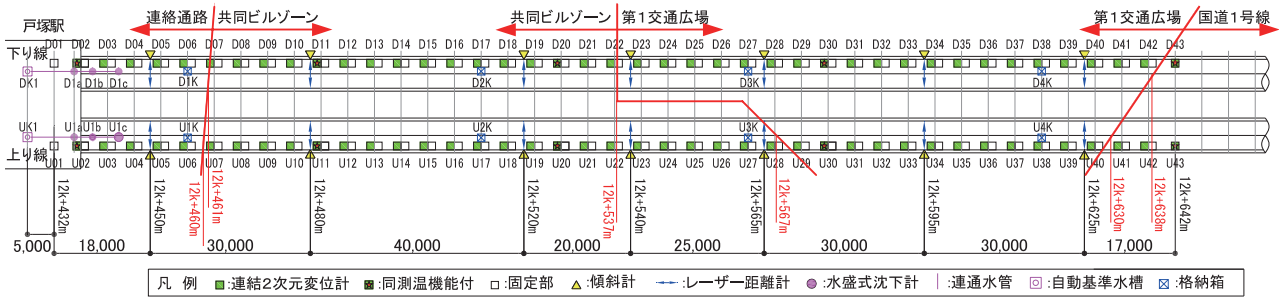 戸塚駅
連絡通路 共同ビルゾーン 共同ビルゾーン 第1交通広場 第1交通広場 国道1号線
下り線
D01 D02 D03 D04 D05 D06 D07 D08 D09 D10 D11 D12 D13 D14 D15 D16 D17 D18 D19 D20 D21 D22 D23 D24 D25 D26 D27 D28 D29 D30 D31 D32 D33 D34 D35 D36 D37 D38 D39 D40 D41 D42 D43
DK1 D1a D1b D1c D1K D2K D3K D4K
UK1 U1a U1b U1c U1K U2K U3K U4K
上り線
U01 U02 U03 U04 U05 U06 U07 U08 U09 U10 U11 U12 U13 U14 U15 U16 U17 U18 U19 U20 U21 U22 U23 U24 U25 U26 U27 U28 U29 U30 U31 U32 U33 U34 U35 U36 U37 U38 U39 U40 U41 U42 U43
12k+432m 12k+450m 12k+460m 12k+461m 12k+480m 12k+520m 12k+537m 12k+540m 12k+565m 12k+567m 12k+595m 12k+625m 12k+630m 12k+638m 12k+642m
5,000 18,000 30,000 40,000 20,000 25,000 30,000 30,000 17,000
凡 例 :連結2次元変位計 :同測温機能付 :固定部 :傾斜計 :レーザー距離計 :水盛式沈下計 :連通水管 :自動基準水槽 :格納箱